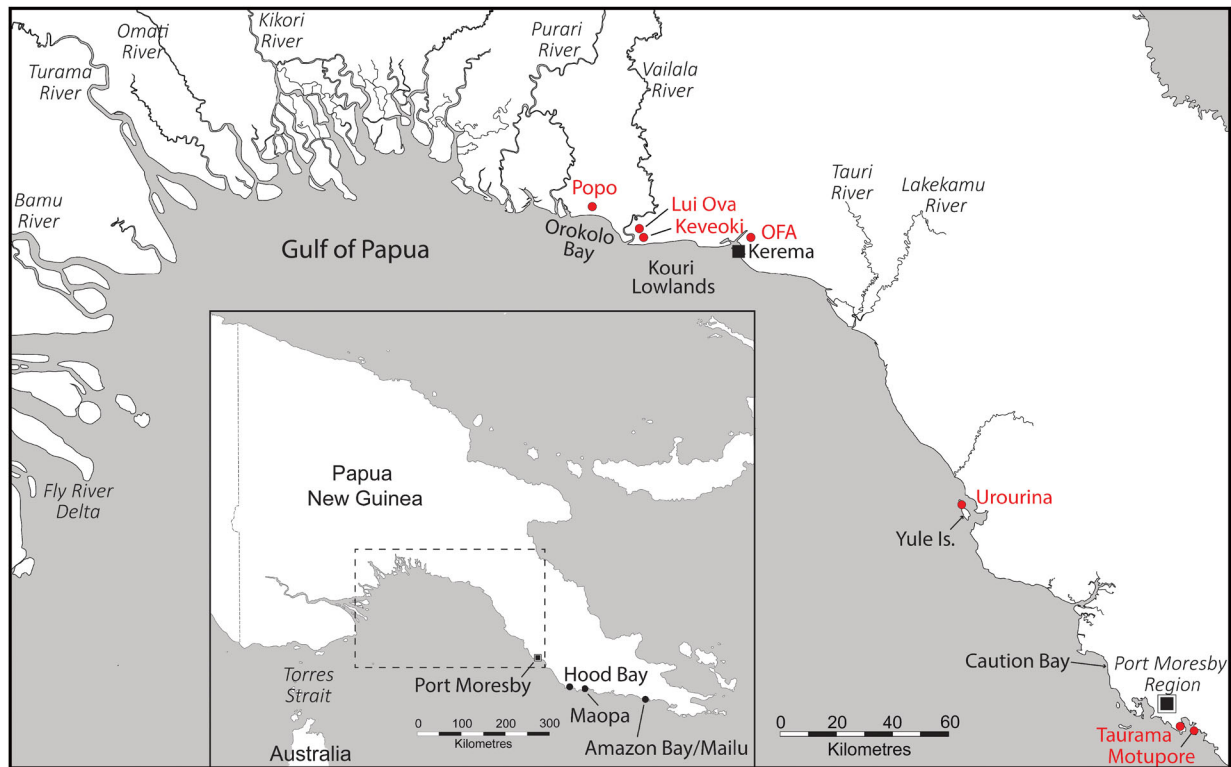 Omati
River
Kikori
River
Purari
River
Vailala
River
Turama
River
Bamu
River
Popo
Lui Ova
Keveoki
OFA
Kerema
Orokolo
Bay
Kouri
Lowlands
Tauri
River
Lakekamu
River
Gulf of Papua
Fly River
Delta
Papua
New Guinea
Urourina
Yule Is.
Caution Bay
Port Moresby
Region
Taurama
Motupore
Torres
Strait
Australia
Port Moresby
Hood Bay
Maopa
Amazon Bay/Mailu
0 100 200 300
Kilometres
0 20 40 60
Kilometres